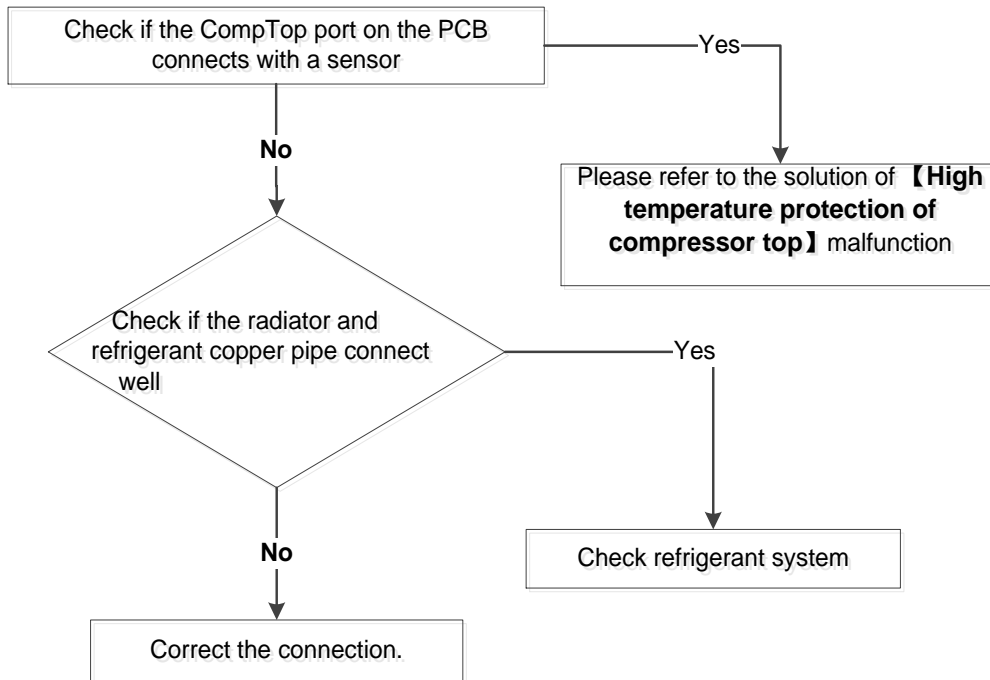 Check if the CompTop port on the PCB
connects with a sensor
Yes
No
Please refer to the solution of 【High
temperature protection of
compressor top】 malfunction
Check if the radiator and
refrigerant copper pipe connect
well
Yes
No
Check refrigerant system
Correct the connection.